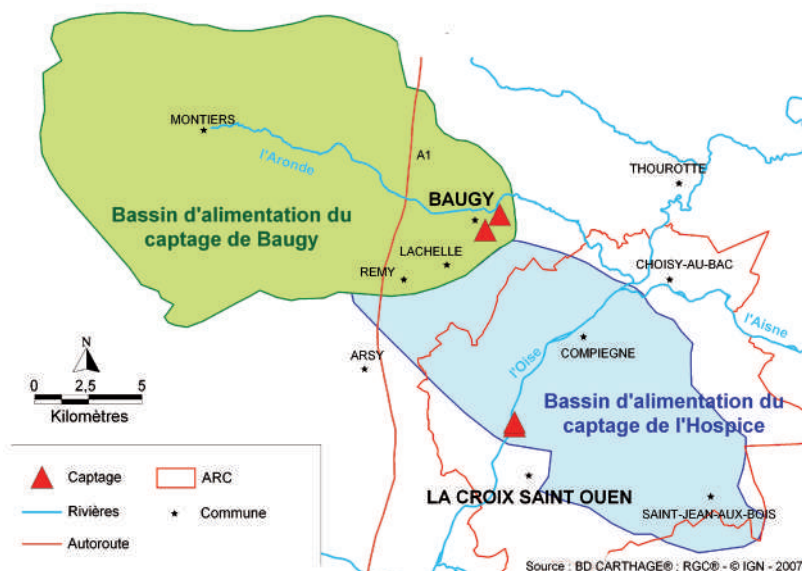 MONTIERS
l'Aronde
A1
THOUROTTE
BAUGY
Bassin d'alimentation du
captage de Baugy
LACHELLE
REMY
CHOISY-AU-BAC
l'Aisne
N
ARSY
l'Oise
COMPIEGNE
0 2,5 5
Kilomètres
Bassin d'alimentation du
captage de l'Hospice
Captage
ARC
Rivières
Commune
Autoroute
LA CROIX SAINT OUEN
SAINT-JEAN-AUX-BOIS
Source : BD CARTHAGE® ; RGC® - © IGN - 2007